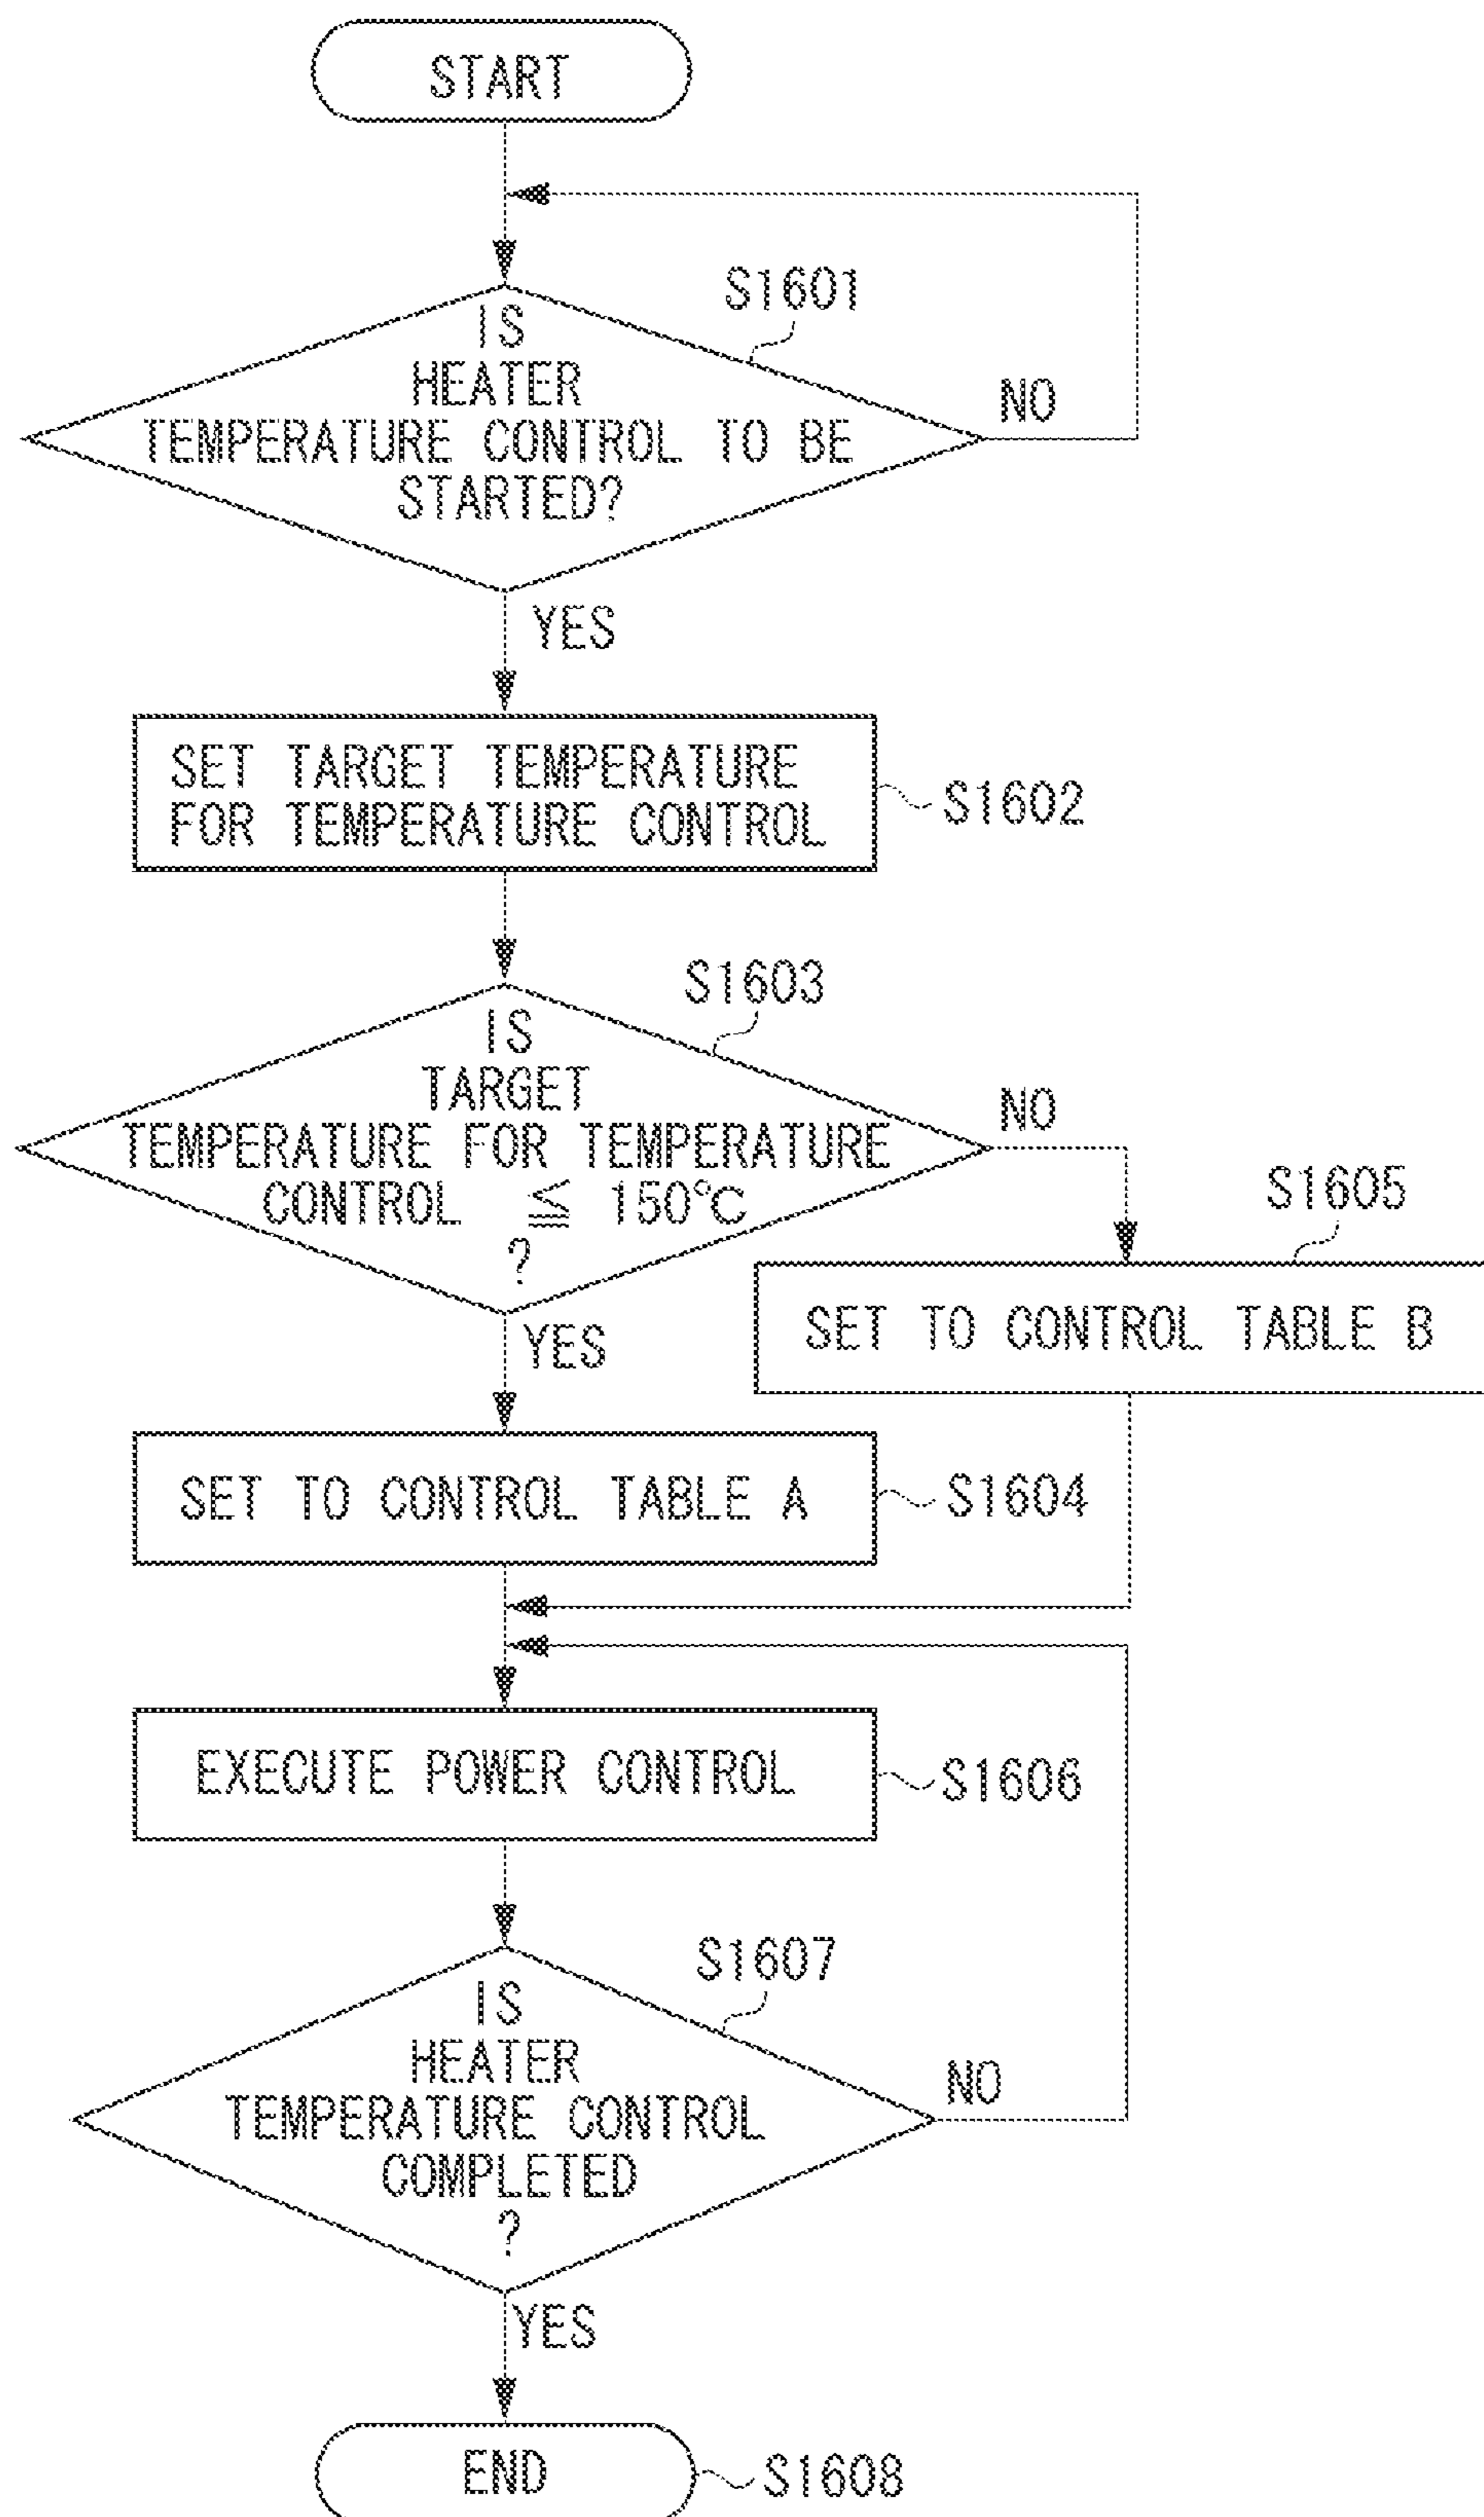 START
S1601
IS
HEATER
TEMPERATURE CONTROL TO BE
STARTED?
NO
YES
SET TARGET TEMPERATURE
FOR TEMPERATURE CONTROL
S1602
S1603
IS
TARGET
TEMPERATURE FOR TEMPERATURE
CONTROL ≦ 150℃
?
NO
YES
S1605
SET TO CONTROL TABLE B
SET TO CONTROL TABLE A
S1604
EXECUTE POWER CONTROL
S1606
S1607
IS
HEATER
TEMPERATURE CONTROL
COMPLETED
?
NO
YES
END
S1608